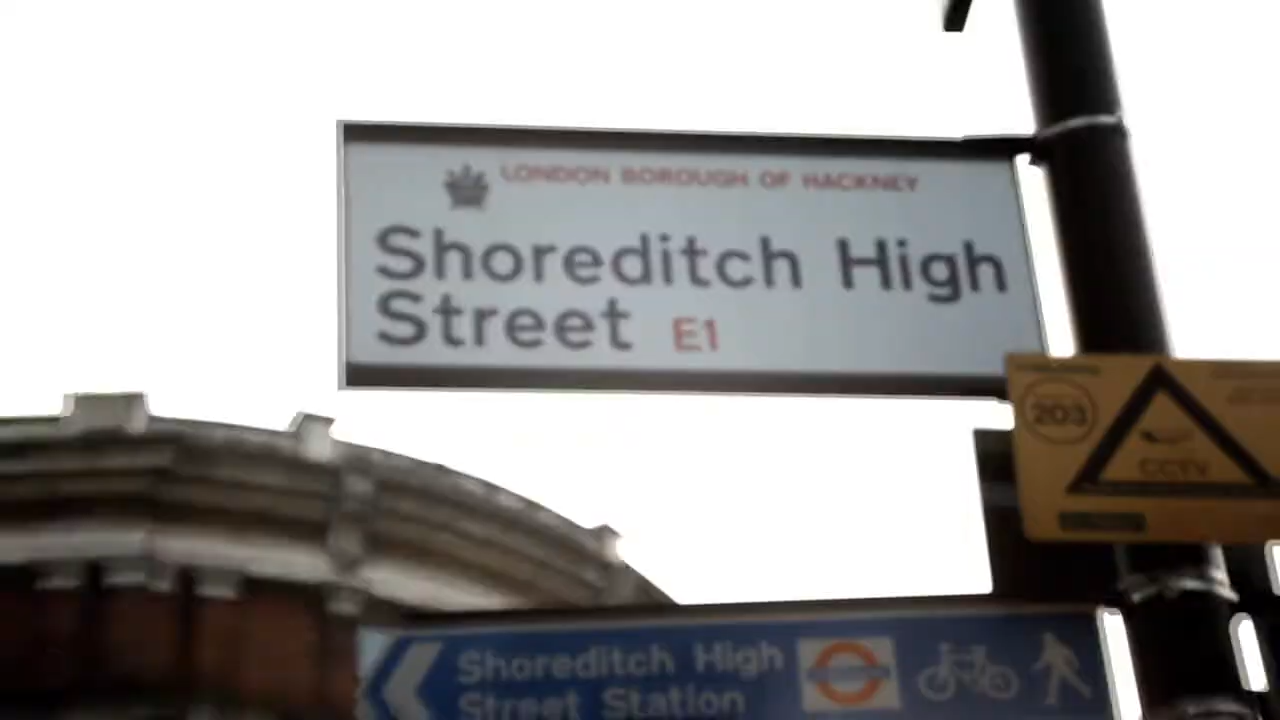 LONDON BOROUGH OF HACKNEY
Shoreditch High
Street E1
203
CCTV
Shoreditch High
Street Station